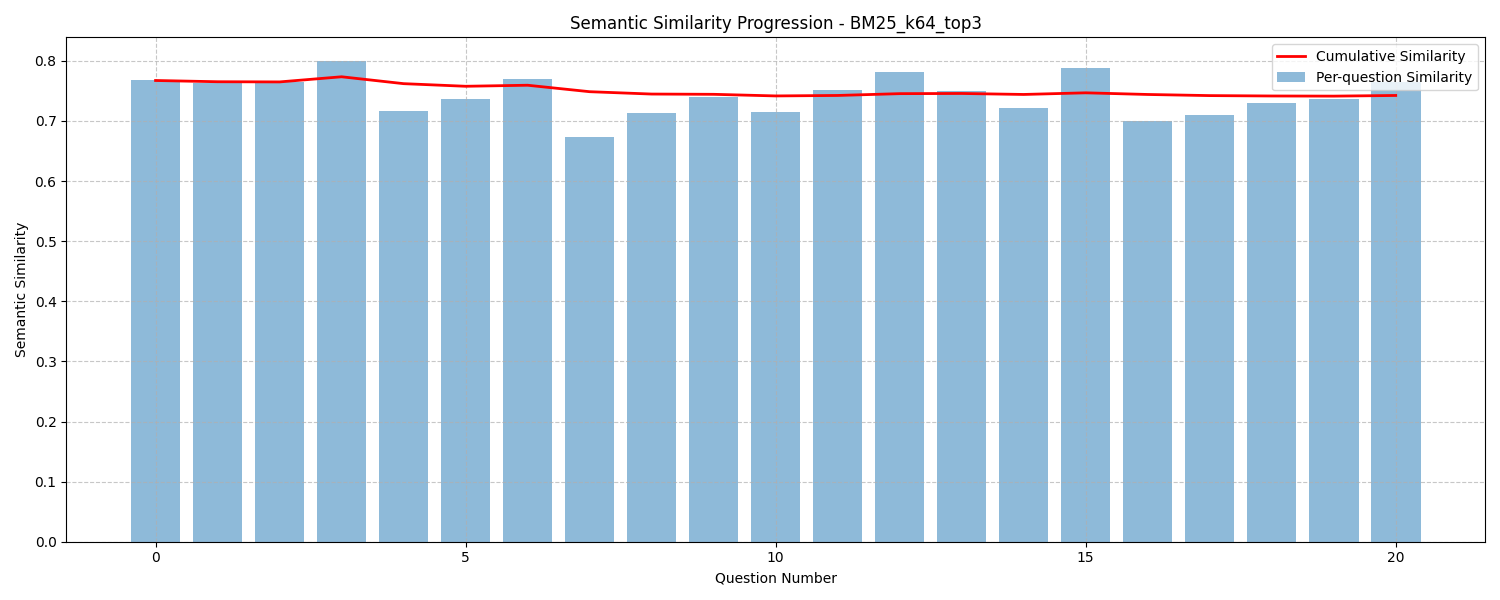 Semantic Similarity Progression - BM25_k64_top3
Cumulative Similarity
Per-question Similarity
Semantic Similarity
0.8
0.7
0.6
0.5
0.4
0.3
0.2
0.1
0.0
0 5 10 15 20
Question Number